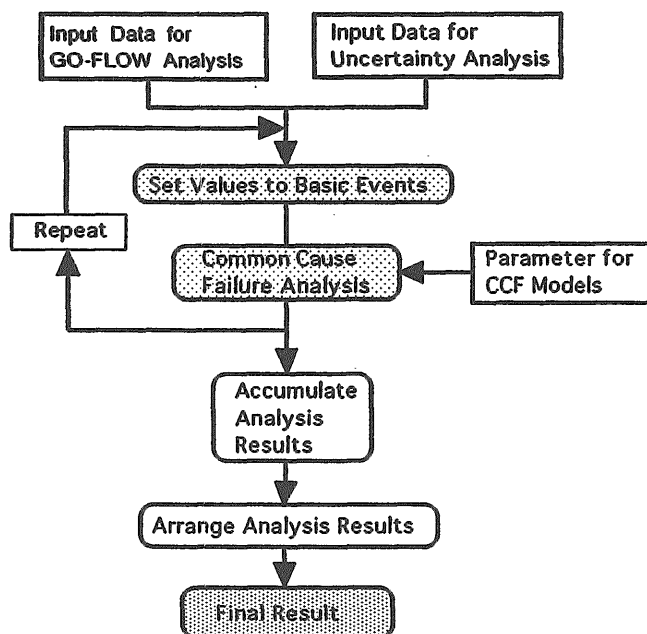 Input Data for
GO-FLOW Analysis
Input Data for
Uncertainty Analysis
Set Values to Basic Events
Repeat
Common Cause
Failure Analysis
Parameter for
CCF Models
Accumulate
Analysis
Results
Arrange Analysis Results
Final Result